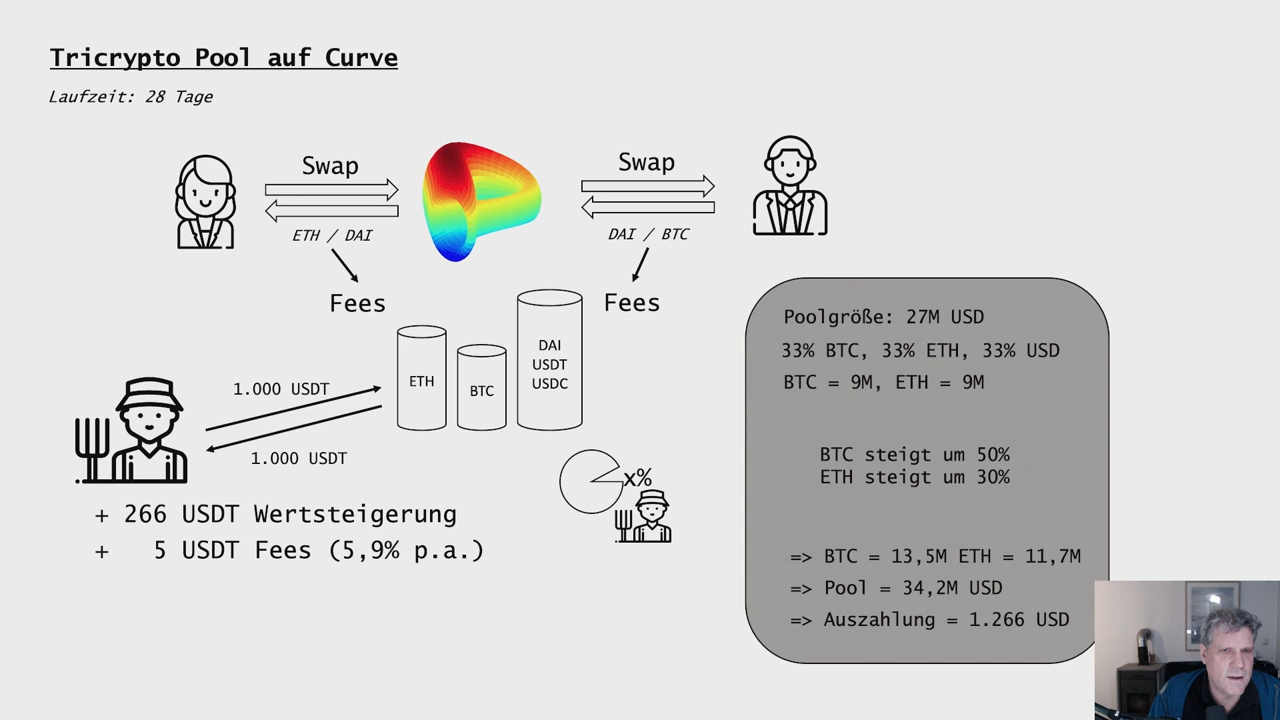 Tricrypto Pool auf Curve
Laufzeit: 28 Tage
Swap
ETH / DAI
Fees
Swap
DAI / BTC
Fees
ETH
BTC
DAI
USDT
USDC
1.000 USDT
1.000 USDT
x%
+ 266 USDT Wertsteigerung
+ 5 USDT Fees (5,9% p.a.)
Poolgröße: 27M USD
33% BTC, 33% ETH, 33% USD
BTC = 9M, ETH = 9M
BTC steigt um 50%
ETH steigt um 30%
=> BTC = 13,5M ETH = 11,7M
=> Pool = 34,2M USD
=> Auszahlung = 1.266 USD